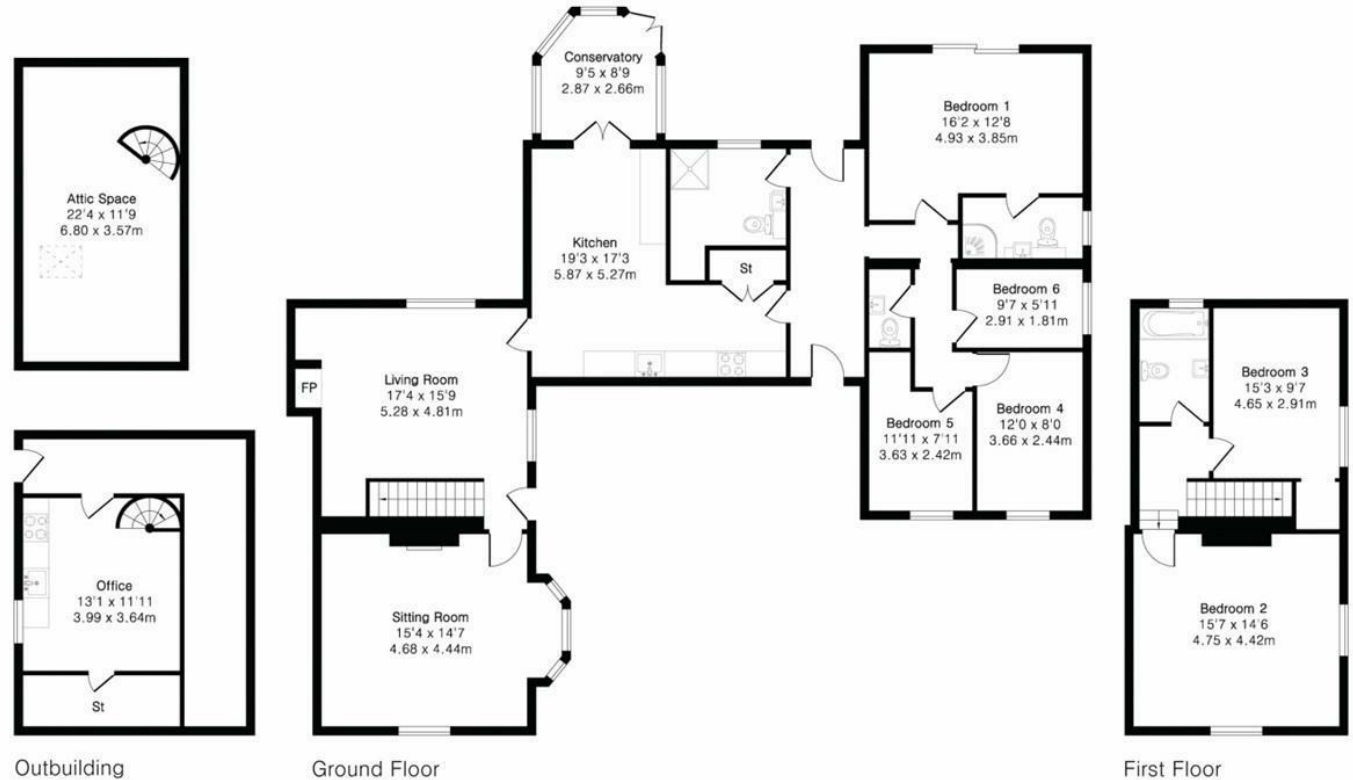 Conservatory
9'5 x 8'9
2.87 x 2.66m
Bedroom 1
16'2 x 12'8
4.93 x 3.85m
Attic Space
22'4 x 11'9
6.80 x 3.57m
Kitchen
19'3 x 17'3
5.87 x 5.27m
St
Bedroom 6
9'7 x 5'11
2.91 x 1.81m
FP
Living Room
17'4 x 15'9
5.28 x 4.81m
Bedroom 3
15'3 x 9'7
4.65 x 2.91m
Bedroom 5
11'11 x 7'11
3.63 x 2.42m
Bedroom 4
12'0 x 8'0
3.66 x 2.44m
Office
13'1 x 11'11
3.99 x 3.64m
Sitting Room
15'4 x 14'7
4.68 x 4.44m
Bedroom 2
15'7 x 14'6
4.75 x 4.42m
St
Outbuilding
Ground Floor
First Floor